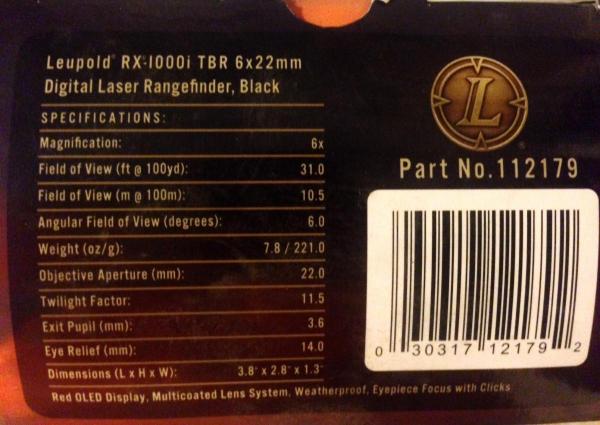 Leupold® RX-1000i TBR 6x22mm
Digital Laser Rangefinder, Black
SPECIFICATIONS:
Magnification: 6x
Field of View (ft @ 100yd): 31.0
Field of View (m @ 100m): 10.5
Angular Field of View (degrees): 6.0
Weight (oz/g): 7.8 / 221.0
Objective Aperture (mm): 22.0
Twilight Factor: 11.5
Exit Pupil (mm): 3.6
Eye Relief (mm): 14.0
Dimensions (L x H x W): 3.8" x 2.8" x 1.3"
Red OLED Display, Multicoated Lens System, Weatherproof, Eyepiece Focus with Clicks
L®
Part No.112179
0 30317 12179 2